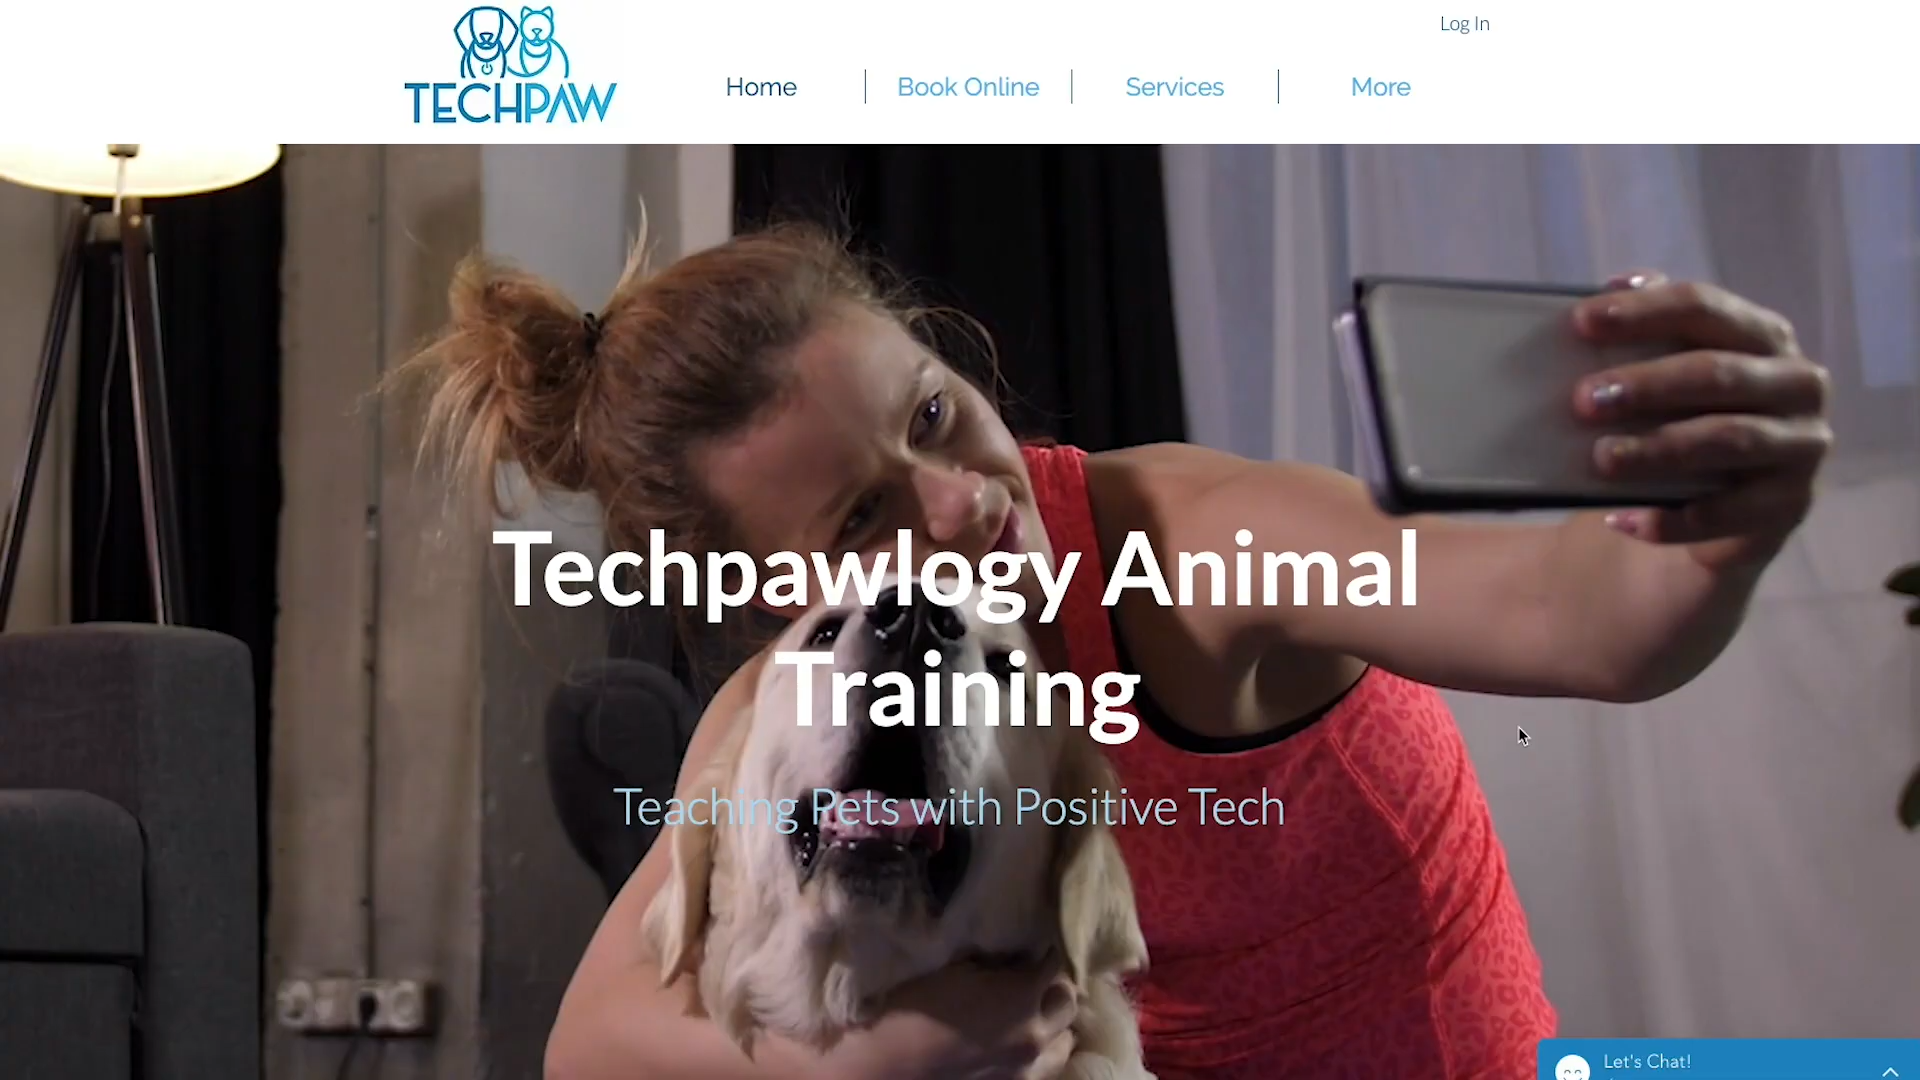 TECHPAW
Log In
Home
Book Online
Services
More
Techpawlogy Animal
Training
Teaching Pets with Positive Tech
Let's Chat!